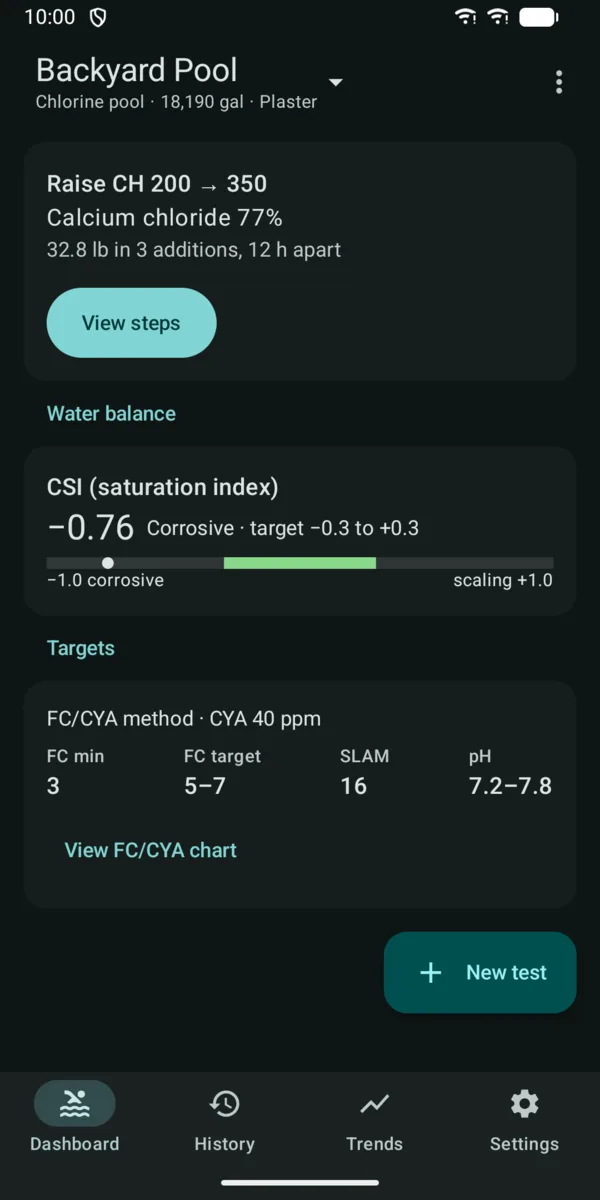 10:00
Backyard Pool
Chlorine pool · 18,190 gal · Plaster
Raise CH 200 → 350
Calcium chloride 77%
32.8 lb in 3 additions, 12 h apart
View steps
Water balance
CSI (saturation index)
−0.76 Corrosive · target −0.3 to +0.3
−1.0 corrosive scaling +1.0
Targets
FC/CYA method · CYA 40 ppm
FC min FC target SLAM pH
3 5–7 16 7.2–7.8
View FC/CYA chart
+ New test
Dashboard History Trends Settings